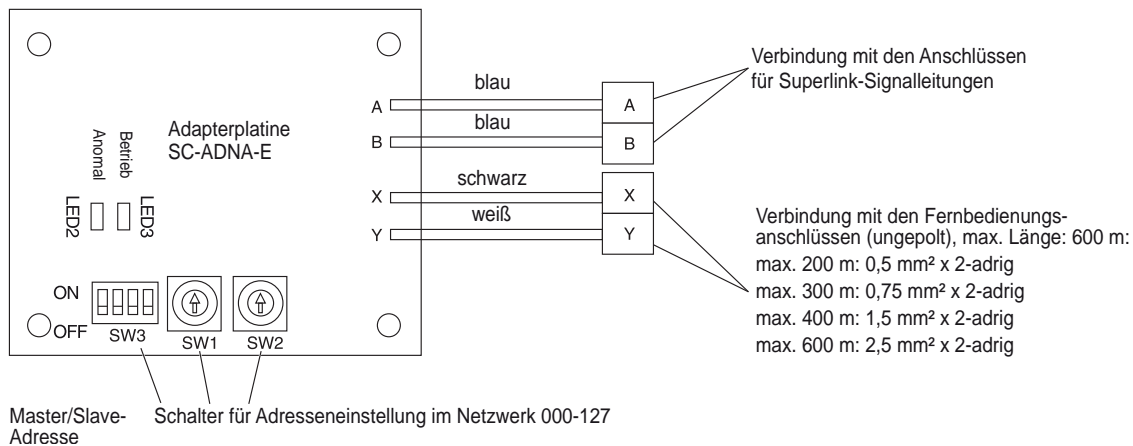 blau
A
A
Verbindung mit den Anschlüssen
für Superlink-Signalleitungen
Adapterplatine
SC-ADNA-E
Anomal
Betrieb
blau
B
B
schwarz
X
X
weiß
Y
Y
LED2
LED3
Verbindung mit den Fernbedienungs-
anschlüssen (ungepolt), max. Länge: 600 m:
max. 200 m: 0,5 mm² x 2-adrig
max. 300 m: 0,75 mm² x 2-adrig
max. 400 m: 1,5 mm² x 2-adrig
max. 600 m: 2,5 mm² x 2-adrig
ON
OFF
SW3
SW1
SW2
Master/Slave-
Adresse
Schalter für Adresseneinstellung im Netzwerk 000-127